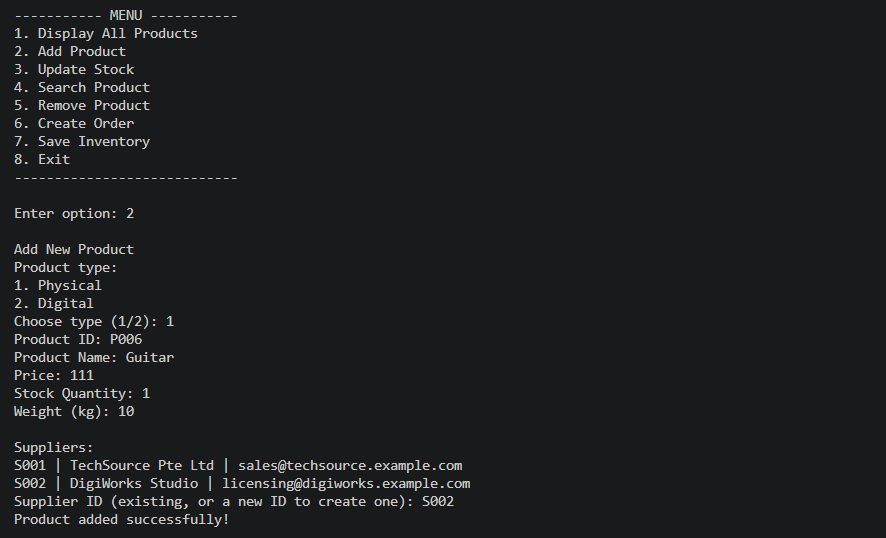 ----------- MENU -----------
1. Display All Products
2. Add Product
3. Update Stock
4. Search Product
5. Remove Product
6. Create Order
7. Save Inventory
8. Exit
----------------------------
Enter option: 2
Add New Product
Product type:
1. Physical
2. Digital
Choose type (1/2): 1
Product ID: P006
Product Name: Guitar
Price: 111
Stock Quantity: 1
Weight (kg): 10
Suppliers:
S001 | TechSource Pte Ltd | sales@techsource.example.com
S002 | DigiWorks Studio | licensing@digiworks.example.com
Supplier ID (existing, or a new ID to create one): S002
Product added successfully!